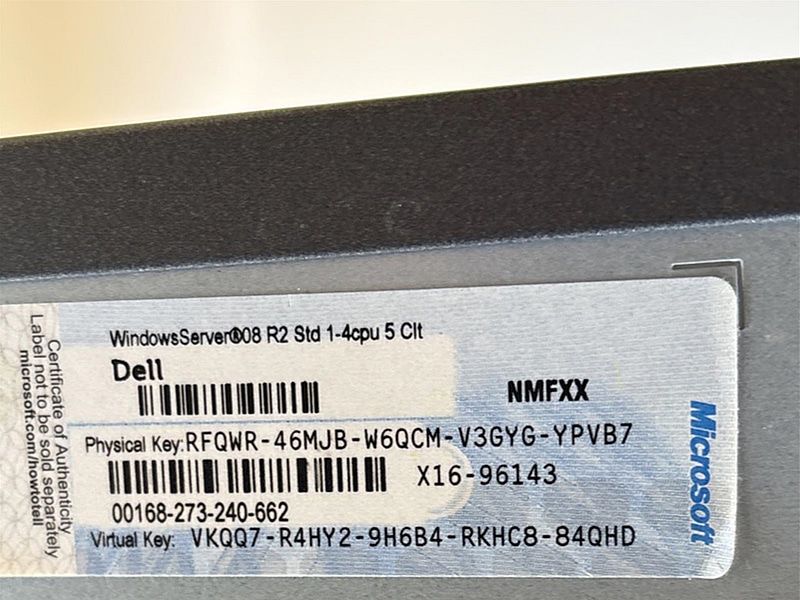 WindowsServer®08 R2 Std 1-4cpu 5 Clt
Dell
NMFXX
Physical Key:RFQWR-46MJB-W6QCM-V3GYG-YPVB7
X16-96143
00168-273-240-662
Virtual Key: VKQQ7-R4HY2-9H6B4-RKHC8-84QHD
Certificate of Authenticity
Label not to be sold separately
microsoft.com/howtotell
Microsoft